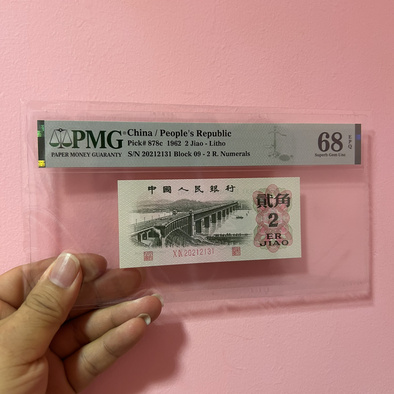 PMG
PAPER MONEY GUARANTY
China / People's Republic
Pick# 878c 1962 2 Jiao - Litho
S/N 20212131 Block 09 - 2 R. Numerals
68 EPQ
Superb Gem Unc
中國人民銀行
貳角
2
ER
JIAO
20212131